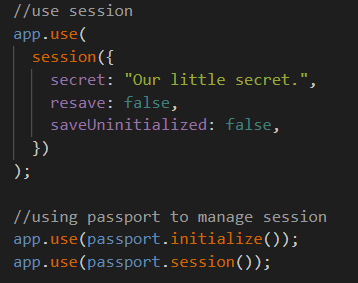 //use session
app.use(
  session({
    secret: "Our little secret.",
    resave: false,
    saveUninitialized: false,
  })
);

//using passport to manage session
app.use(passport.initialize());
app.use(passport.session());